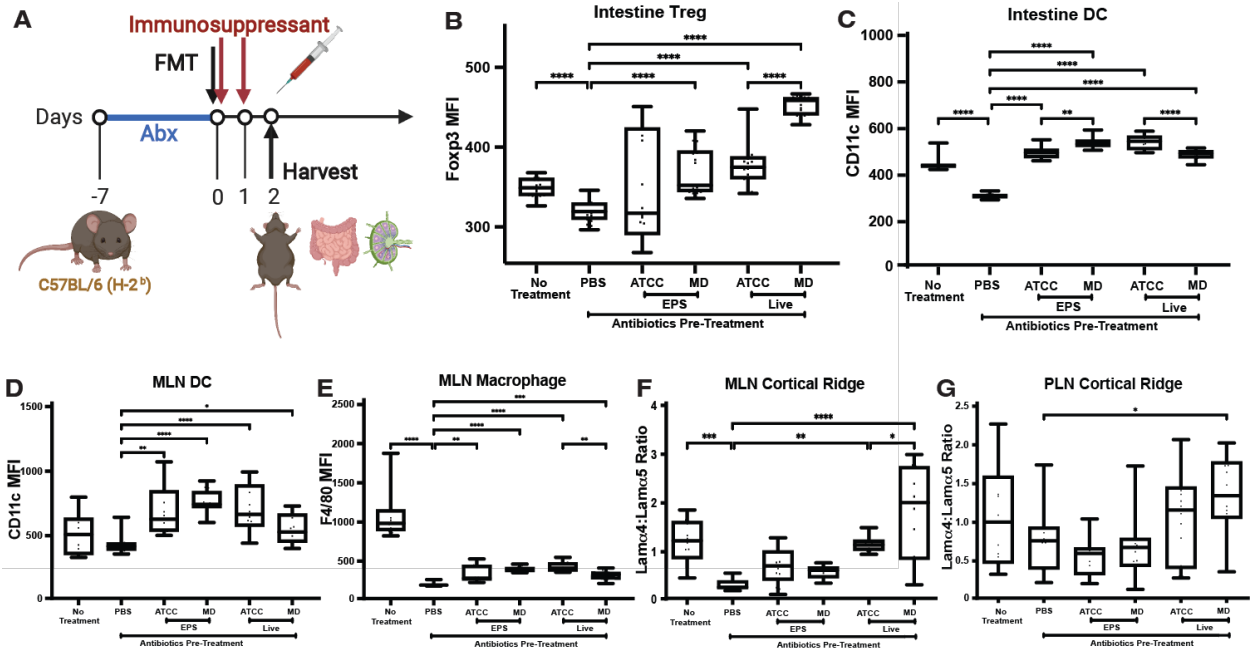 A
Immunosuppressant
FMT
Days
Abx
Harvest
-7
0
1
2
C57BL/6 (H-2ᵇ)
B
Intestine Treg
Foxp3 MFI
500
400
300
****
****
****
****
****
No
Treatment
PBS
ATCC
MD
ATCC
MD
EPS
Live
Antibiotics Pre-Treatment
C
Intestine DC
CD11c MFI
1000
800
600
400
200
0
****
****
****
****
****
**
****
No
Treatment
PBS
ATCC
MD
ATCC
MD
EPS
Live
Antibiotics Pre-Treatment
D
MLN DC
CD11c MFI
1500
1000
500
0
*
****
****
**
No
Treatment
PBS
ATCC
MD
ATCC
MD
EPS
Live
Antibiotics Pre-Treatment
E
MLN Macrophage
F4/80 MFI
2500
2000
1500
1000
500
0
***
****
****
****
**
**
No
Treatment
PBS
ATCC
MD
ATCC
MD
EPS
Live
Antibiotics Pre-Treatment
F
MLN Cortical Ridge
Lamα4:Lamα5 Ratio
4
3
2
1
0
****
***
**
*
No
Treatment
PBS
ATCC
MD
ATCC
MD
EPS
Live
Antibiotics Pre-Treatment
G
PLN Cortical Ridge
Lamα4:Lamα5 Ratio
2.5
2.0
1.5
1.0
0.5
0.0
*
No
Treatment
PBS
ATCC
MD
ATCC
MD
EPS
Live
Antibiotics Pre-Treatment